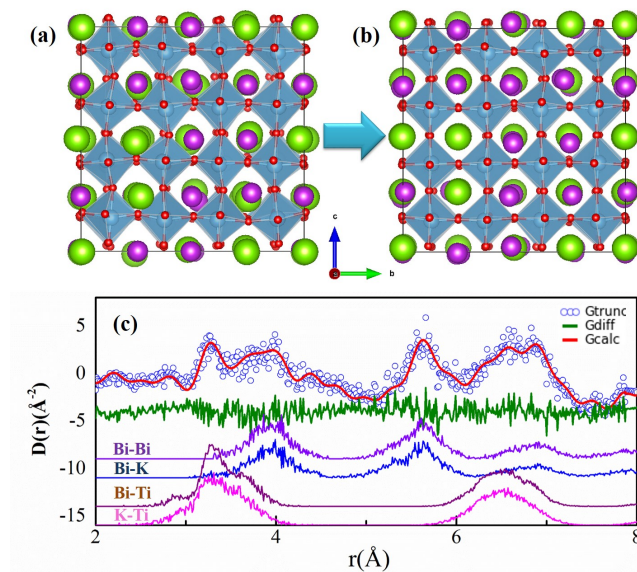 (a)
(b)
c
b
(c)
Gtrunc
Gdiff
Gcalc
5
0
-5
-10
-15
D(r)(Å⁻²)
Bi-Bi
Bi-K
Bi-Ti
K-Ti
2
4
6
8
r(Å)